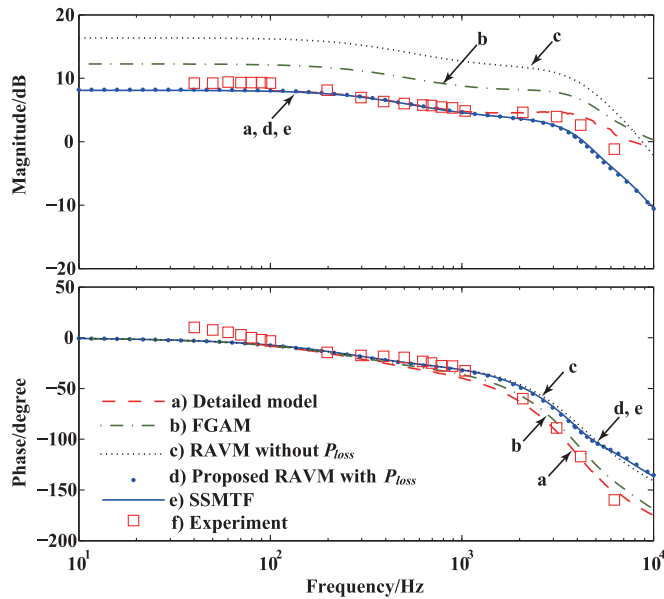 20
10
0
−10
−20
Magnitude/dB
b
c
a, d, e
50
0
−50
−100
−150
−200
Phase/degree
a) Detailed model
b) FGAM
c) RAVM without P_loss
d) Proposed RAVM with P_loss
e) SSMTF
f) Experiment
c
d, e
b
a
10^1
10^2
10^3
10^4
Frequency/Hz